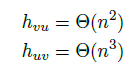 h_{vu} = Θ(n^2)
h_{uv} = Θ(n^3)